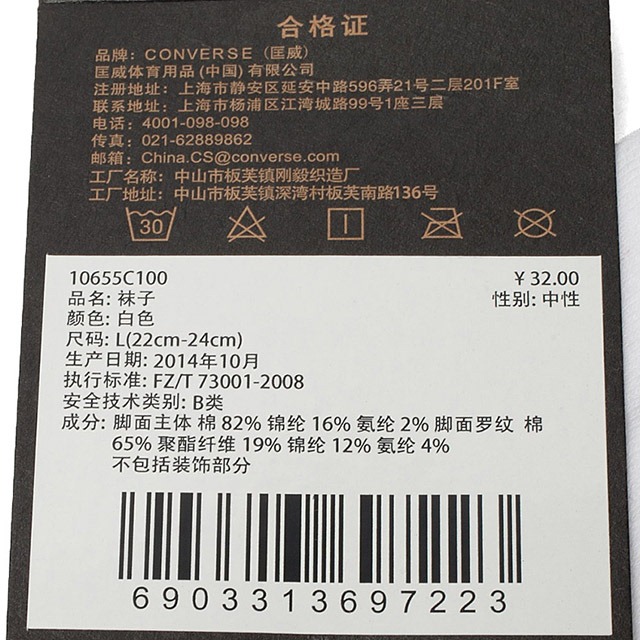 合格证
品牌：CONVERSE（匡威）
匡威体育用品(中国)有限公司
注册地址：上海市静安区延安中路596弄21号二层201F室
联系地址：上海市杨浦区江湾城路99号1座三层
电话：4001-098-098
传真：021-62889862
邮箱：China.CS@converse.com
工厂名称：中山市板芙镇刚毅织造厂
工厂地址：中山市板芙镇深湾村板芙南路136号
30
10655C100 ￥32.00
品名: 袜子 性别: 中性
颜色: 白色
尺码: L(22cm-24cm)
生产日期: 2014年10月
执行标准: FZ/T 73001-2008
安全技术类别: B类
成分: 脚面主体 棉 82% 锦纶 16% 氨纶 2% 脚面罗纹 棉
65% 聚酯纤维 19% 锦纶 12% 氨纶 4%
不包括装饰部分
6903313697223